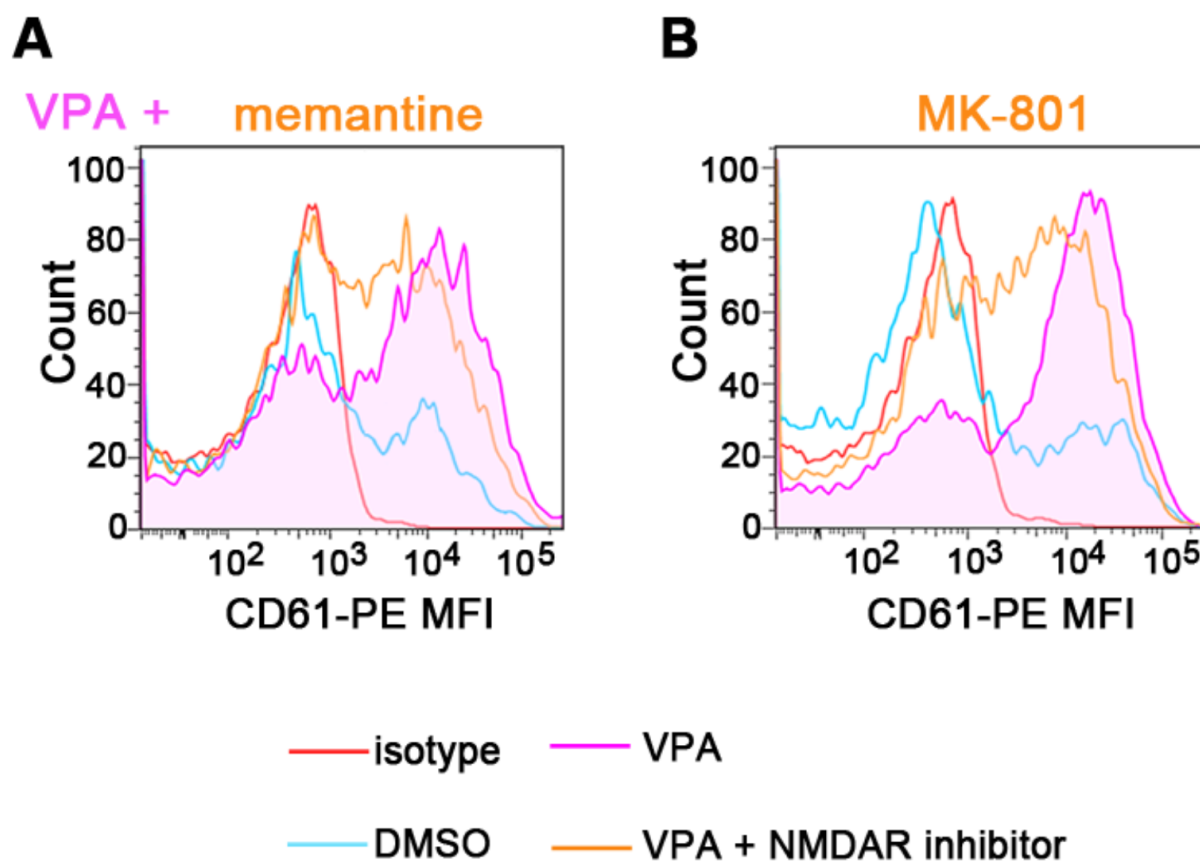 A
B
VPA + memantine
MK-801
100
80
60
40
20
0
Count
10² 10³ 10⁴ 10⁵
CD61-PE MFI
100
80
60
40
20
0
Count
10² 10³ 10⁴ 10⁵
CD61-PE MFI
isotype VPA
DMSO VPA + NMDAR inhibitor